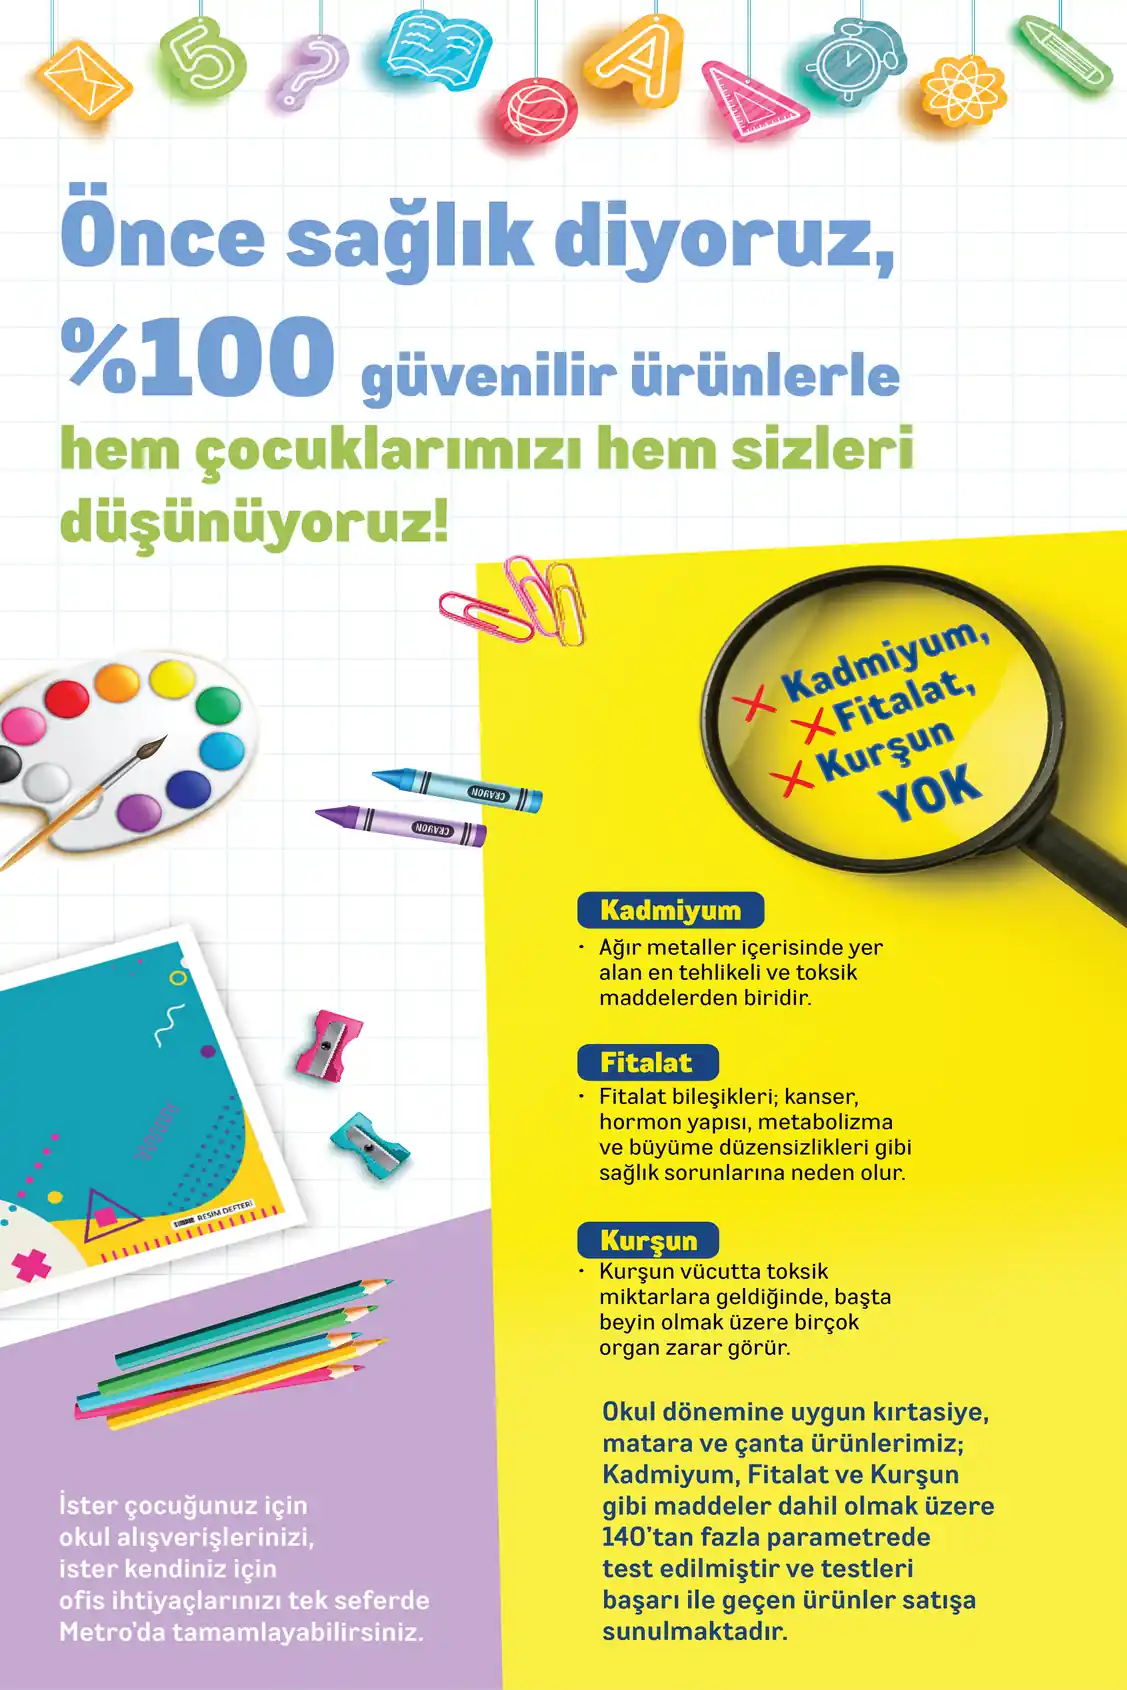 5
?
A
Önce sağlık diyoruz,
%100 güvenilir ürünlerle
hem çocuklarımızı hem sizleri
düşünüyoruz!
Kadmiyum,
Fitalat,
Kurşun
YOK
CRAYON
CRAYON
Kadmiyum
• Ağır metaller içerisinde yer
alan en tehlikeli ve toksik
maddelerden biridir.
Fitalat
• Fitalat bileşikleri; kanser,
hormon yapısı, metabolizma
ve büyüme düzensizlikleri gibi
sağlık sorunlarına neden olur.
Kurşun
• Kurşun vücutta toksik
miktarlara geldiğinde, başta
beyin olmak üzere birçok
organ zarar görür.
RESİM DEFTERİ
Okul dönemine uygun kırtasiye,
matara ve çanta ürünlerimiz;
Kadmiyum, Fitalat ve Kurşun
gibi maddeler dahil olmak üzere
140'tan fazla parametrede
test edilmiştir ve testleri
başarı ile geçen ürünler satışa
sunulmaktadır.
İster çocuğunuz için
okul alışverişlerinizi,
ister kendiniz için
ofis ihtiyaçlarınızı tek seferde
Metro'da tamamlayabilirsiniz.